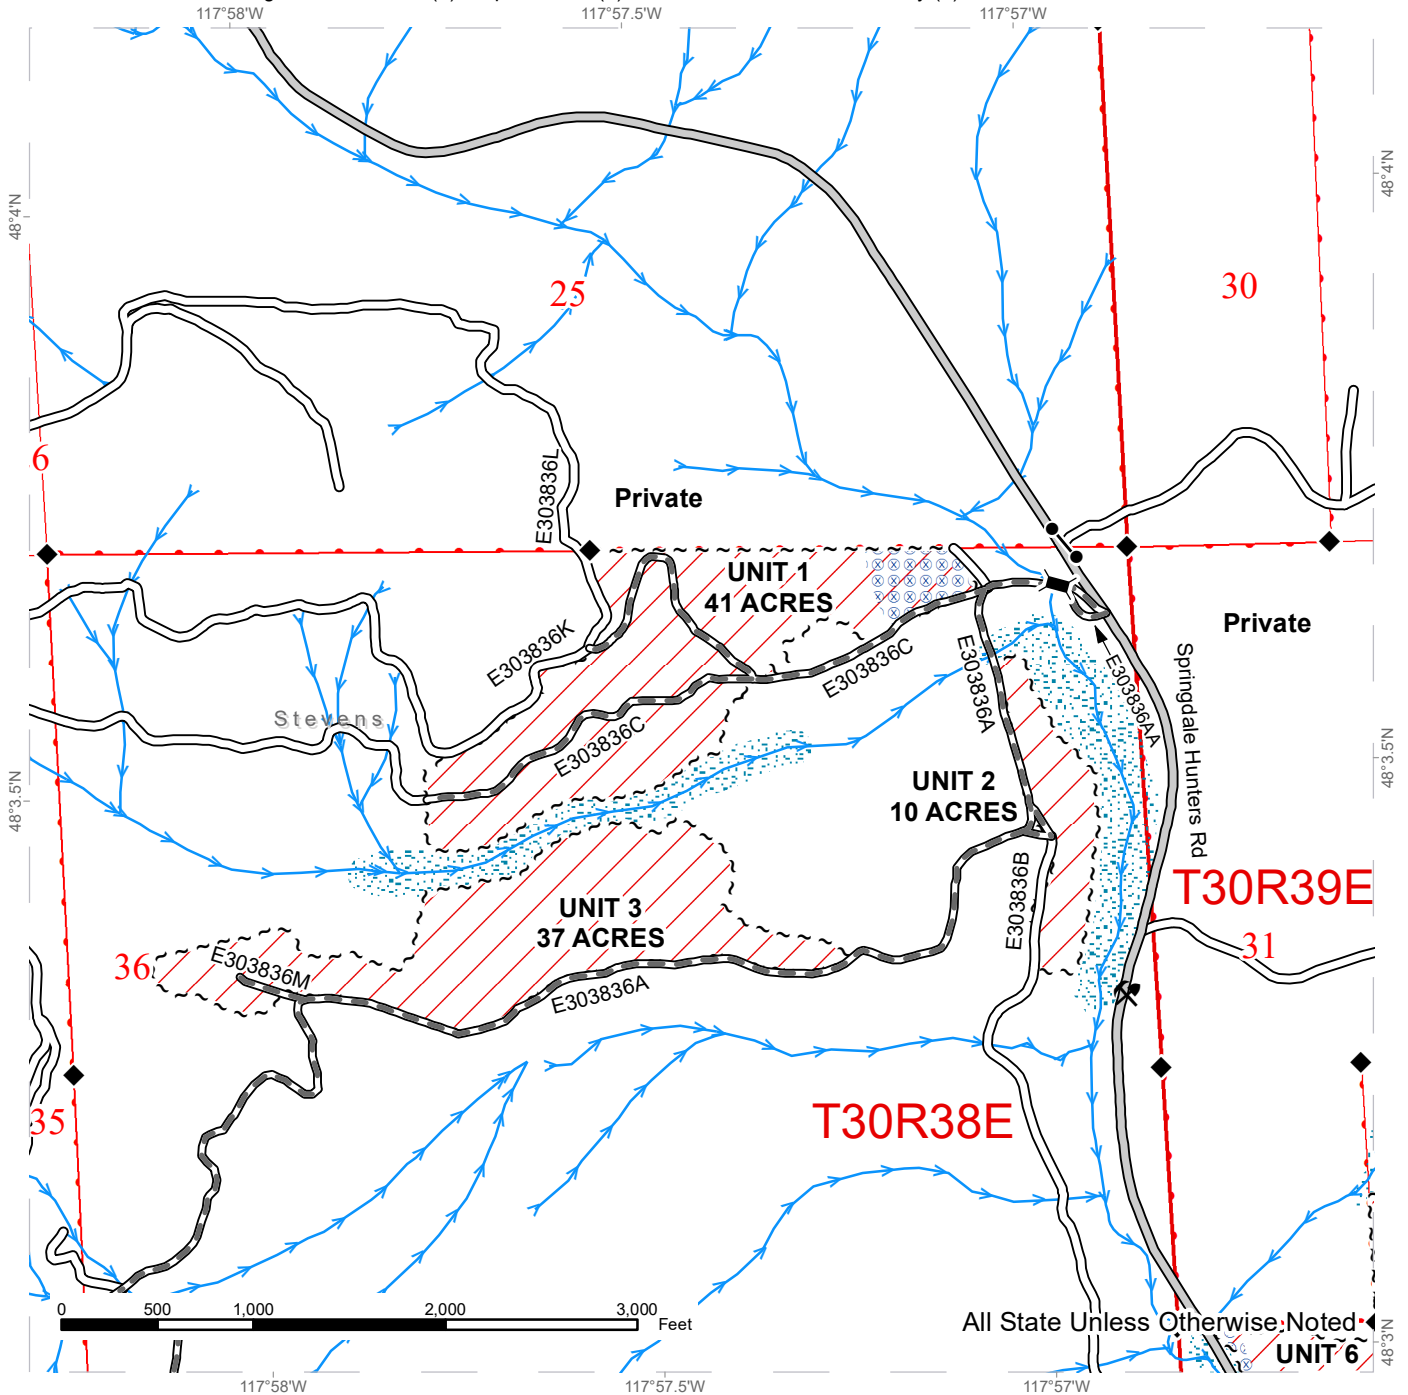 117°58'W
117°57.5'W
117°57'W
48°4'N
48°4'N
25
30
6
E303836L
Private
UNIT 1
41 ACRES
Private
E303836K
E303836C
E303836A
E303836AA
Springdale Hunters Rd
Stevens
E303836C
48°3.5'N
48°3.5'N
UNIT 2
10 ACRES
E303836B
T30R39E
UNIT 3
37 ACRES
31
36
E303836M
E303836A
35
T30R38E
0 500 1,000 2,000 3,000
Feet
All State Unless Otherwise Noted
UNIT 6
48°3'N
117°58'W
117°57.5'W
117°57'W